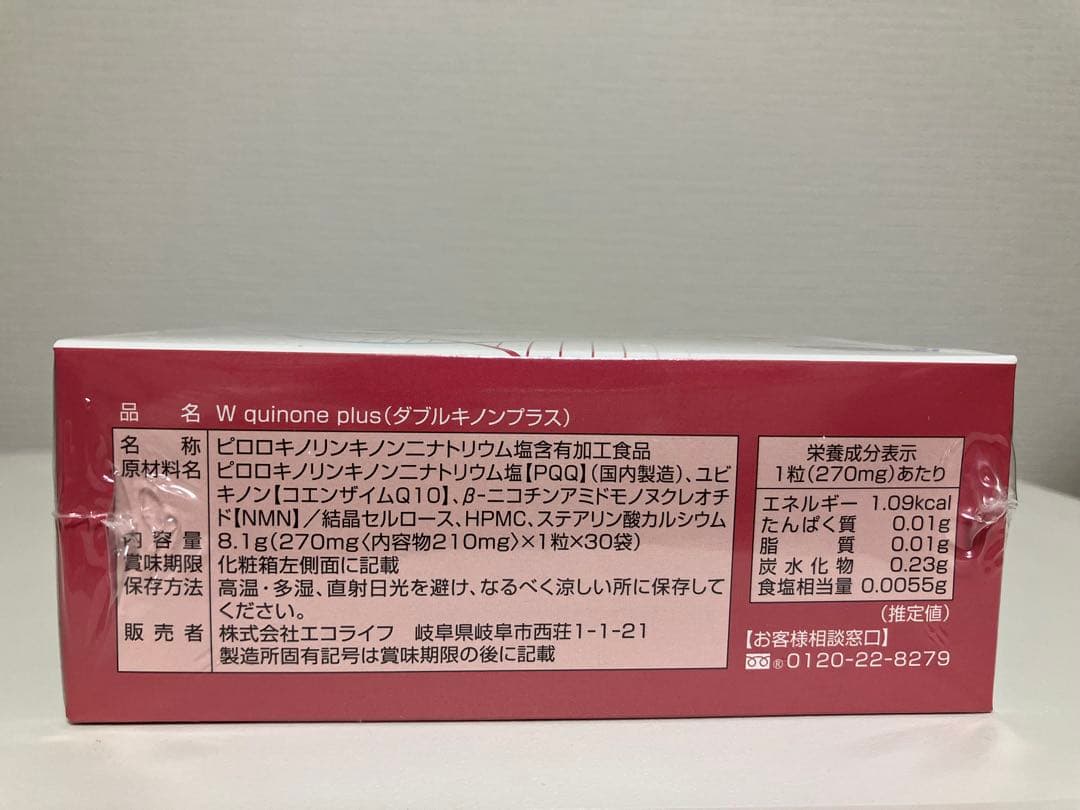 品 名 W quinone plus(ダブルキノンプラス)
名 称 ピロロキノリンキノン二ナトリウム塩含有加工食品
原材料名 ピロロキノリンキノン二ナトリウム塩【PQQ】(国内製造)、ユビ
キノン【コエンザイムQ10】、β-ニコチンアミドモノヌクレオチ
ド【NMN】/結晶セルロース、HPMC、ステアリン酸カルシウム
内容量 8.1g(270mg〈内容物210mg〉×1粒×30袋)
賞味期限 化粧箱左側面に記載
保存方法 高温・多湿、直射日光を避け、なるべく涼しい所に保存して
ください。
販売者 株式会社エコライフ 岐阜県岐阜市西荘1-1-21
製造所固有記号は賞味期限の後に記載
栄養成分表示
1粒(270mg)あたり
エネルギー 1.09kcal
たんぱく質 0.01g
脂質 0.01g
炭水化物 0.23g
食塩相当量 0.0055g
(推定値)
【お客様相談窓口】
®0120-22-8279